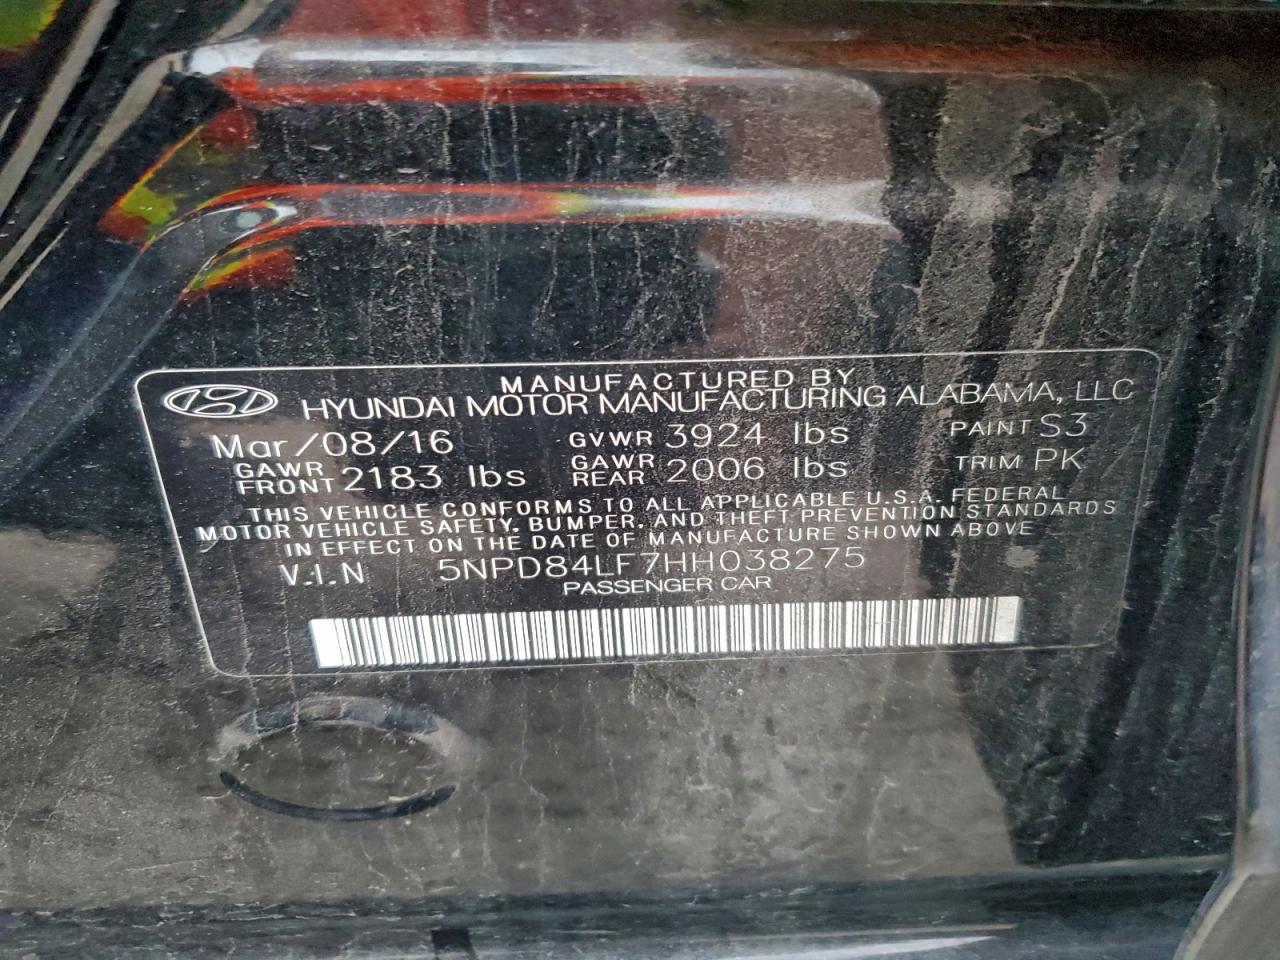 MANUFACTURED BY
HYUNDAI MOTOR MANUFACTURING ALABAMA, LLC
Mar/08/16 GVWR 3924 lbs PAINT S3
GAWR FRONT 2183 lbs GAWR REAR 2006 lbs TRIM PK
THIS VEHICLE CONFORMS TO ALL APPLICABLE U.S.A. FEDERAL
MOTOR VEHICLE SAFETY, BUMPER, AND THEFT PREVENTION STANDARDS
IN EFFECT ON THE DATE OF MANUFACTURE SHOWN ABOVE
V.I.N 5NPD84LF7HH038275
PASSENGER CAR